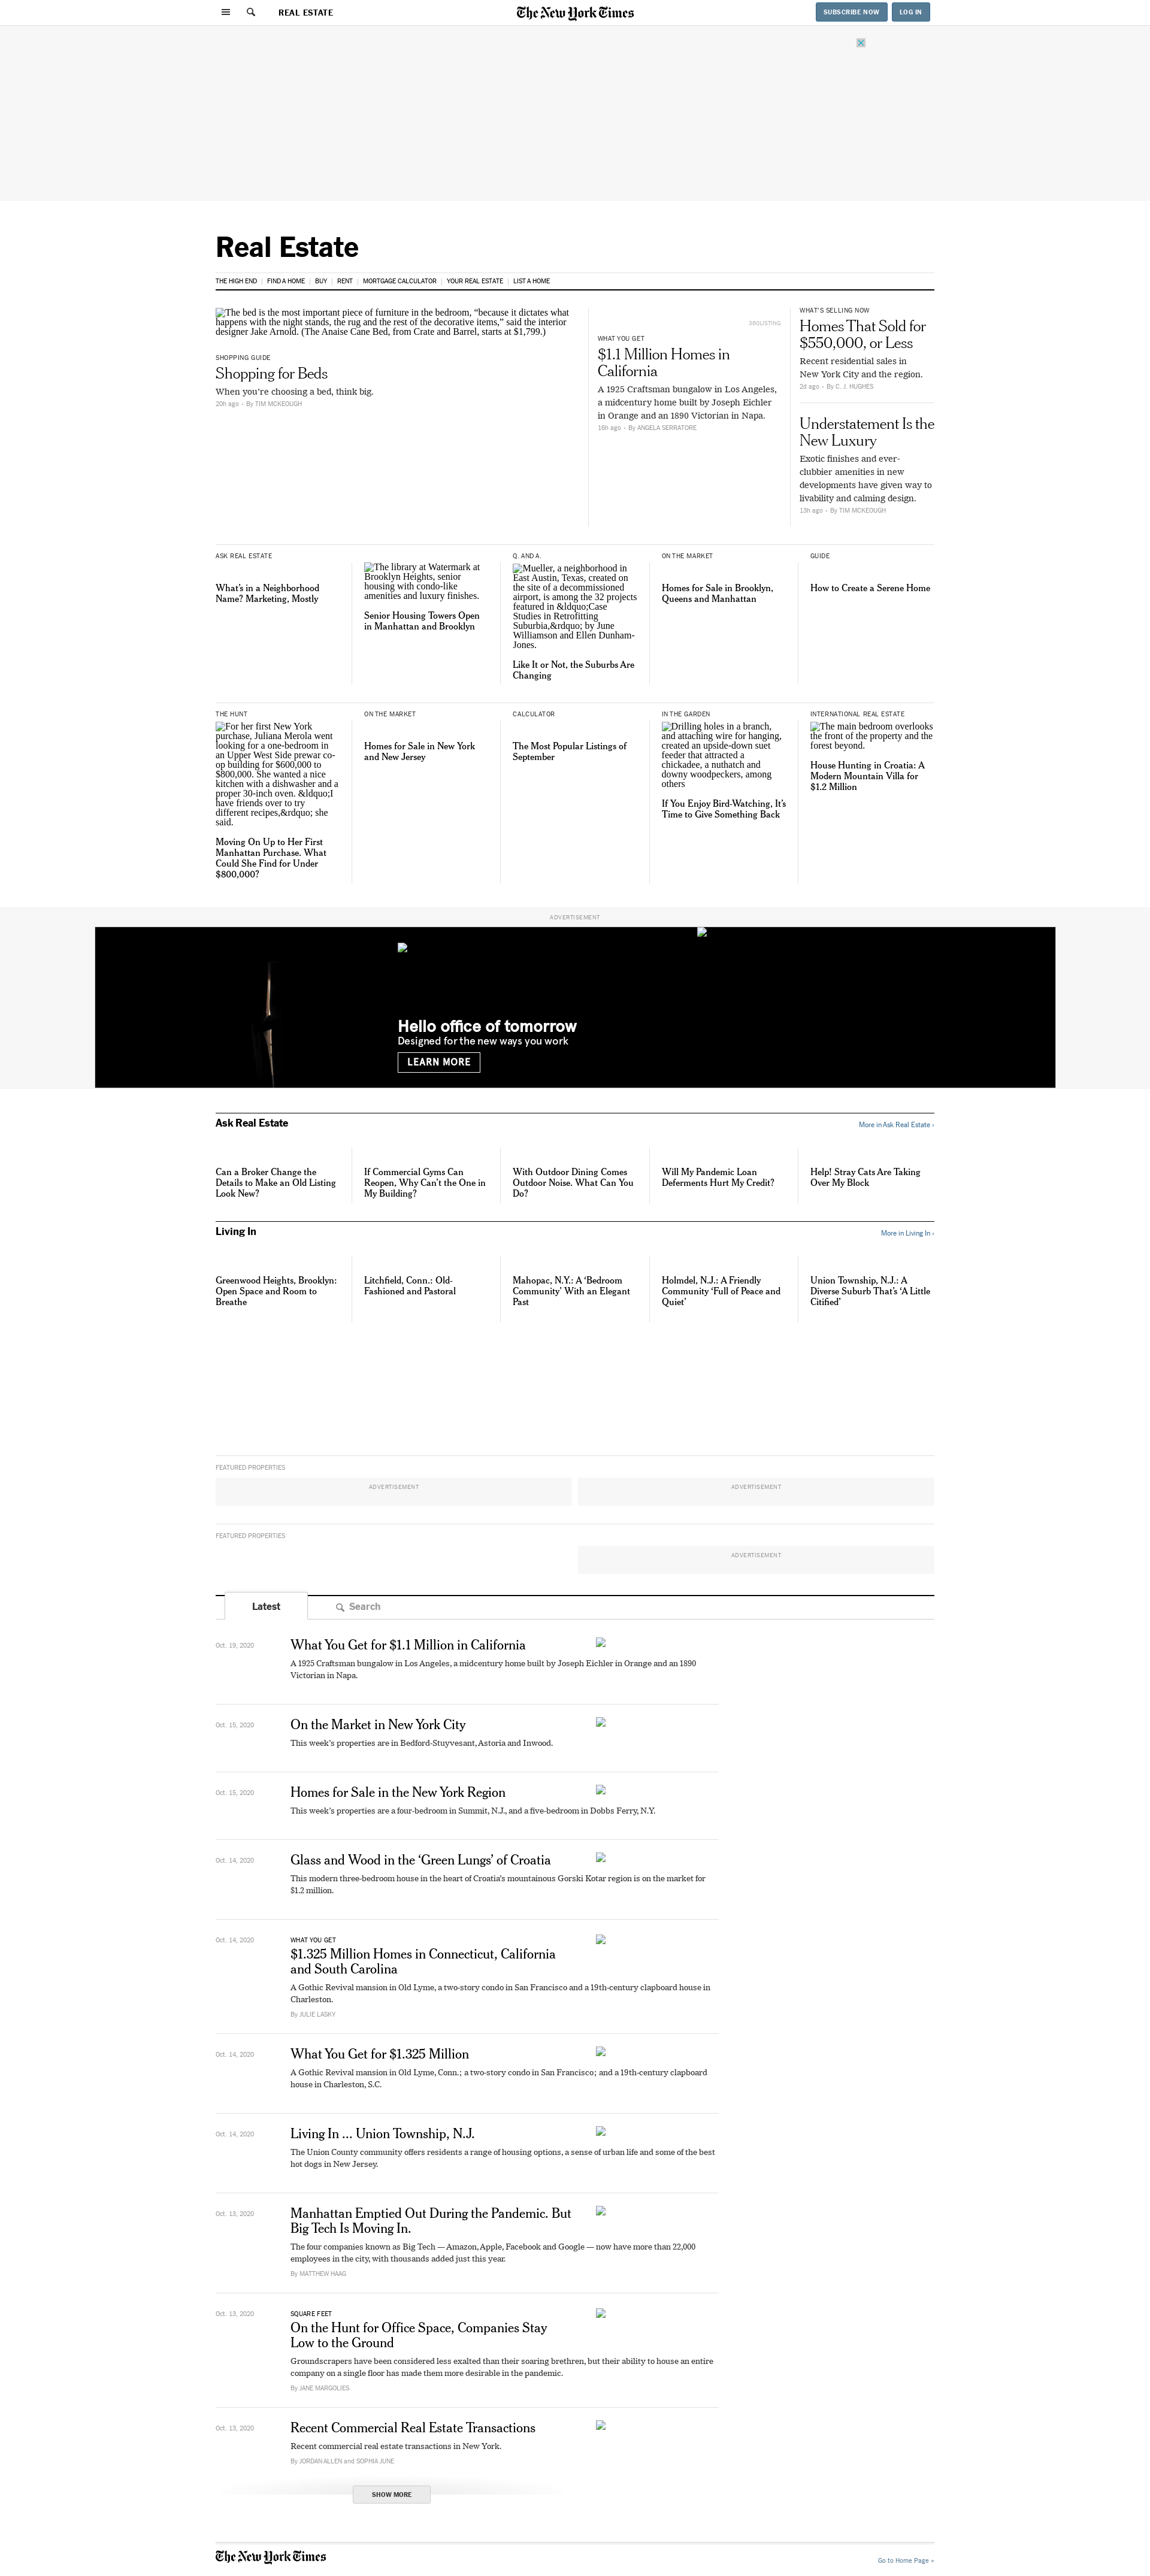 REAL ESTATE
The New York Times
SUBSCRIBE NOW
LOG IN
Real Estate
THE HIGH END | FIND A HOME | BUY | RENT | MORTGAGE CALCULATOR | YOUR REAL ESTATE | LIST A HOME
The bed is the most important piece of furniture in the bedroom, “because it dictates what
happens with the night stands, the rug and the rest of the decorative items,” said the interior
designer Jake Arnold. (The Anaise Cane Bed, from Crate and Barrel, starts at $1,799.)
SHOPPING GUIDE
Shopping for Beds
When you’re choosing a bed, think big.
20h ago • By TIM MCKEOUGH
360LISTING
WHAT YOU GET
$1.1 Million Homes in
California
A 1925 Craftsman bungalow in Los Angeles,
a midcentury home built by Joseph Eichler
in Orange and an 1890 Victorian in Napa.
16h ago • By ANGELA SERRATORE
WHAT’S SELLING NOW
Homes That Sold for
$550,000, or Less
Recent residential sales in
New York City and the region.
2d ago • By C. J. HUGHES
Understatement Is the
New Luxury
Exotic finishes and ever-
clubbier amenities in new
developments have given way to
livability and calming design.
13h ago • By TIM MCKEOUGH
ASK REAL ESTATE
What’s in a Neighborhood
Name? Marketing, Mostly
The library at Watermark at
Brooklyn Heights, senior
housing with condo-like
amenities and luxury finishes.
Senior Housing Towers Open
in Manhattan and Brooklyn
Q. AND A.
Mueller, a neighborhood in
East Austin, Texas, created on
the site of a decommissioned
airport, is among the 32 projects
featured in &ldquo;Case
Studies in Retrofitting
Suburbia,&rdquo; by June
Williamson and Ellen Dunham-
Jones.
Like It or Not, the Suburbs Are
Changing
ON THE MARKET
Homes for Sale in Brooklyn,
Queens and Manhattan
GUIDE
How to Create a Serene Home
THE HUNT
For her first New York
purchase, Juliana Merola went
looking for a one-bedroom in
an Upper West Side prewar co-
op building for $600,000 to
$800,000. She wanted a nice
kitchen with a dishwasher and a
proper 30-inch oven. &ldquo;I
have friends over to try
different recipes,&rdquo; she
said.
Moving On Up to Her First
Manhattan Purchase. What
Could She Find for Under
$800,000?
ON THE MARKET
Homes for Sale in New York
and New Jersey
CALCULATOR
The Most Popular Listings of
September
IN THE GARDEN
Drilling holes in a branch,
and attaching wire for hanging,
created an upside-down suet
feeder that attracted a
chickadee, a nuthatch and
downy woodpeckers, among
others
If You Enjoy Bird-Watching, It’s
Time to Give Something Back
INTERNATIONAL REAL ESTATE
The main bedroom overlooks
the front of the property and the
forest beyond.
House Hunting in Croatia: A
Modern Mountain Villa for
$1.2 Million
ADVERTISEMENT
Hello office of tomorrow
Designed for the new ways you work
LEARN MORE
Ask Real Estate
More in Ask Real Estate ›
Can a Broker Change the
Details to Make an Old Listing
Look New?
If Commercial Gyms Can
Reopen, Why Can’t the One in
My Building?
With Outdoor Dining Comes
Outdoor Noise. What Can You
Do?
Will My Pandemic Loan
Deferments Hurt My Credit?
Help! Stray Cats Are Taking
Over My Block
Living In
More in Living In ›
Greenwood Heights, Brooklyn:
Open Space and Room to
Breathe
Litchfield, Conn.: Old-
Fashioned and Pastoral
Mahopac, N.Y.: A ‘Bedroom
Community’ With an Elegant
Past
Holmdel, N.J.: A Friendly
Community ‘Full of Peace and
Quiet’
Union Township, N.J.: A
Diverse Suburb That’s ‘A Little
Citified’
FEATURED PROPERTIES
ADVERTISEMENT
ADVERTISEMENT
FEATURED PROPERTIES
ADVERTISEMENT
Latest
Search
Oct. 19, 2020
What You Get for $1.1 Million in California
A 1925 Craftsman bungalow in Los Angeles, a midcentury home built by Joseph Eichler in Orange and an 1890
Victorian in Napa.
Oct. 15, 2020
On the Market in New York City
This week’s properties are in Bedford-Stuyvesant, Astoria and Inwood.
Oct. 15, 2020
Homes for Sale in the New York Region
This week’s properties are a four-bedroom in Summit, N.J., and a five-bedroom in Dobbs Ferry, N.Y.
Oct. 14, 2020
Glass and Wood in the ‘Green Lungs’ of Croatia
This modern three-bedroom house in the heart of Croatia’s mountainous Gorski Kotar region is on the market for
$1.2 million.
Oct. 14, 2020
WHAT YOU GET
$1.325 Million Homes in Connecticut, California
and South Carolina
A Gothic Revival mansion in Old Lyme, a two-story condo in San Francisco and a 19th-century clapboard house in
Charleston.
By JULIE LASKY
Oct. 14, 2020
What You Get for $1.325 Million
A Gothic Revival mansion in Old Lyme, Conn.; a two-story condo in San Francisco; and a 19th-century clapboard
house in Charleston, S.C.
Oct. 14, 2020
Living In ... Union Township, N.J.
The Union County community offers residents a range of housing options, a sense of urban life and some of the best
hot dogs in New Jersey.
Oct. 13, 2020
Manhattan Emptied Out During the Pandemic. But
Big Tech Is Moving In.
The four companies known as Big Tech — Amazon, Apple, Facebook and Google — now have more than 22,000
employees in the city, with thousands added just this year.
By MATTHEW HAAG
Oct. 13, 2020
SQUARE FEET
On the Hunt for Office Space, Companies Stay
Low to the Ground
Groundscrapers have been considered less exalted than their soaring brethren, but their ability to house an entire
company on a single floor has made them more desirable in the pandemic.
By JANE MARGOLIES
Oct. 13, 2020
Recent Commercial Real Estate Transactions
Recent commercial real estate transactions in New York.
By JORDAN ALLEN and SOPHIA JUNE
SHOW MORE
The New York Times
Go to Home Page »